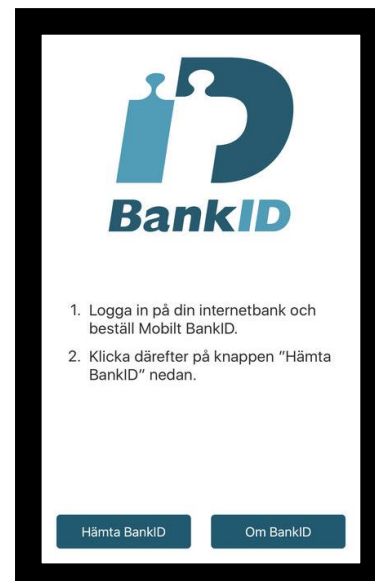 BankID
1. Logga in på din internetbank och
beställ Mobilt BankID.
2. Klicka därefter på knappen "Hämta
BankID" nedan.
Hämta BankID
Om BankID